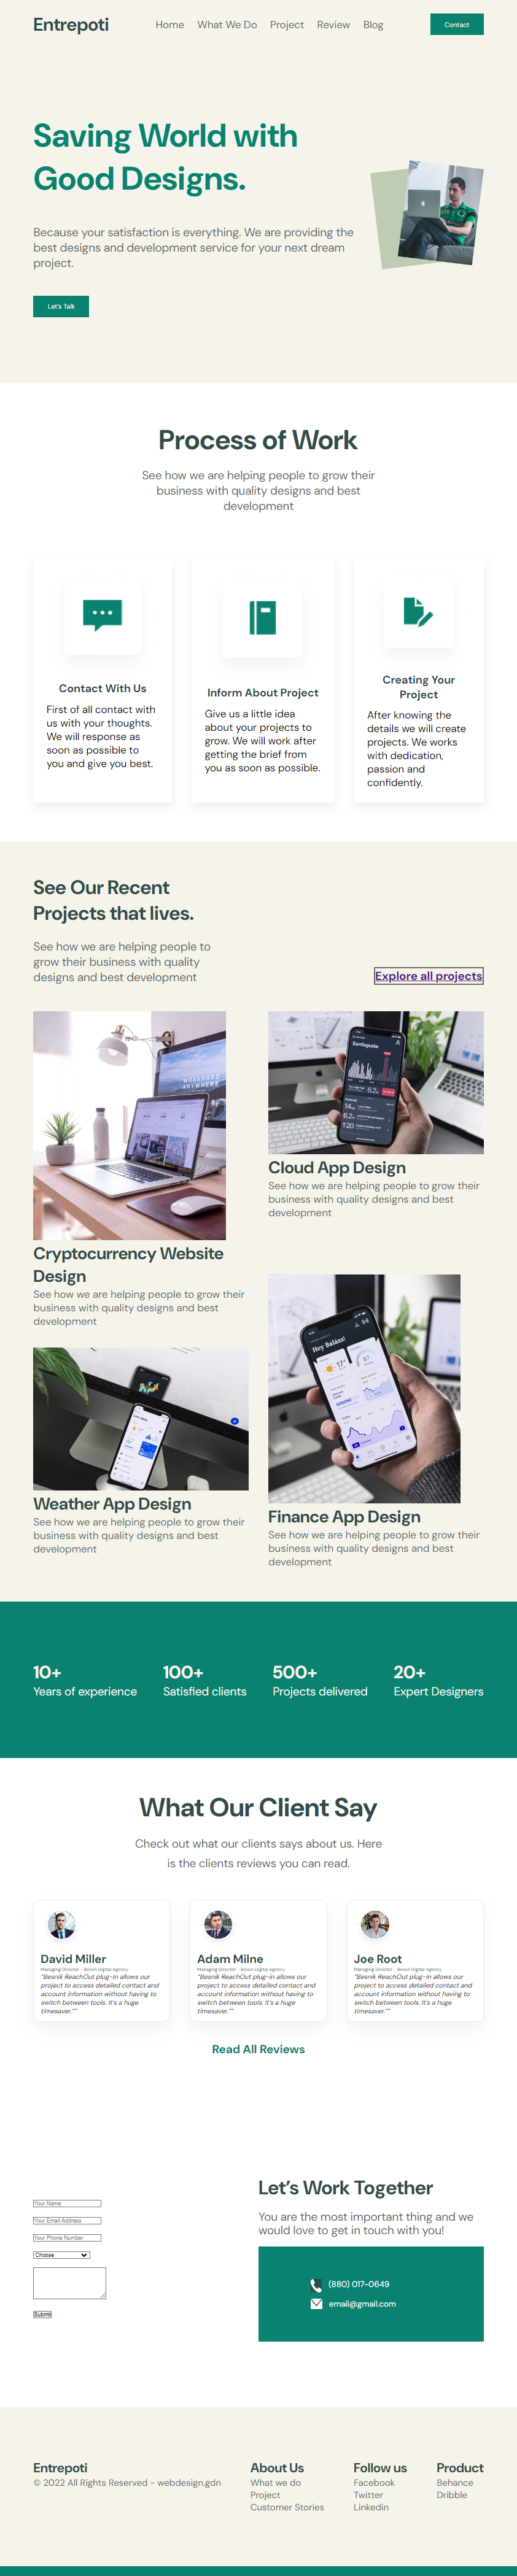 Entrepoti
Home What We Do Project Review Blog
Contact
Saving World with
Good Designs.
Because your satisfaction is everything. We are providing the
best designs and development service for your next dream
project.
Let's Talk
Process of Work
See how we are helping people to grow their
business with quality designs and best
development
Contact With Us
First of all contact with
us with your thoughts.
We will response as
soon as possible to
you and give you best.
Inform About Project
Give us a little idea
about your projects to
grow. We will work after
getting the brief from
you as soon as possible.
Creating Your
Project
After knowing the
details we will create
projects. We works
with dedication,
passion and
confidently.
See Our Recent
Projects that lives.
See how we are helping people to
grow their business with quality
designs and best development
Explore all projects
WORKHARD
ANYWHERE
Cryptocurrency Website
Design
See how we are helping people to grow their
business with quality designs and best
development
Earthquake
Cloud App Design
See how we are helping people to grow their
business with quality designs and best
development
Weather App Design
See how we are helping people to grow their
business with quality designs and best
development
Hey Balázs!
Finance App Design
See how we are helping people to grow their
business with quality designs and best
development
10+
Years of experience
100+
Satisfied clients
500+
Projects delivered
20+
Expert Designers
What Our Client Say
Check out what our clients says about us. Here
is the clients reviews you can read.
David Miller
Managing Director - Boxon Digital Agency
"Besnik ReachOut plug-in allows our
project to access detailed contact and
account information without having to
switch between tools. It's a huge
timesaver.""
Adam Milne
Managing Director - Boxon Digital Agency
"Besnik ReachOut plug-in allows our
project to access detailed contact and
account information without having to
switch between tools. It's a huge
timesaver.""
Joe Root
Managing Director - Boxon Digital Agency
"Besnik ReachOut plug-in allows our
project to access detailed contact and
account information without having to
switch between tools. It's a huge
timesaver.""
Read All Reviews
Your Name
Your Email Address
Your Phone Number
Choose
Submit
Let's Work Together
You are the most important thing and we
would love to get in touch with you!
(880) 017-0649
email@gmail.com
Entrepoti
© 2022 All Rights Reserved - webdesign.gdn
About Us
What we do
Project
Customer Stories
Follow us
Facebook
Twitter
Linkedin
Product
Behance
Dribble